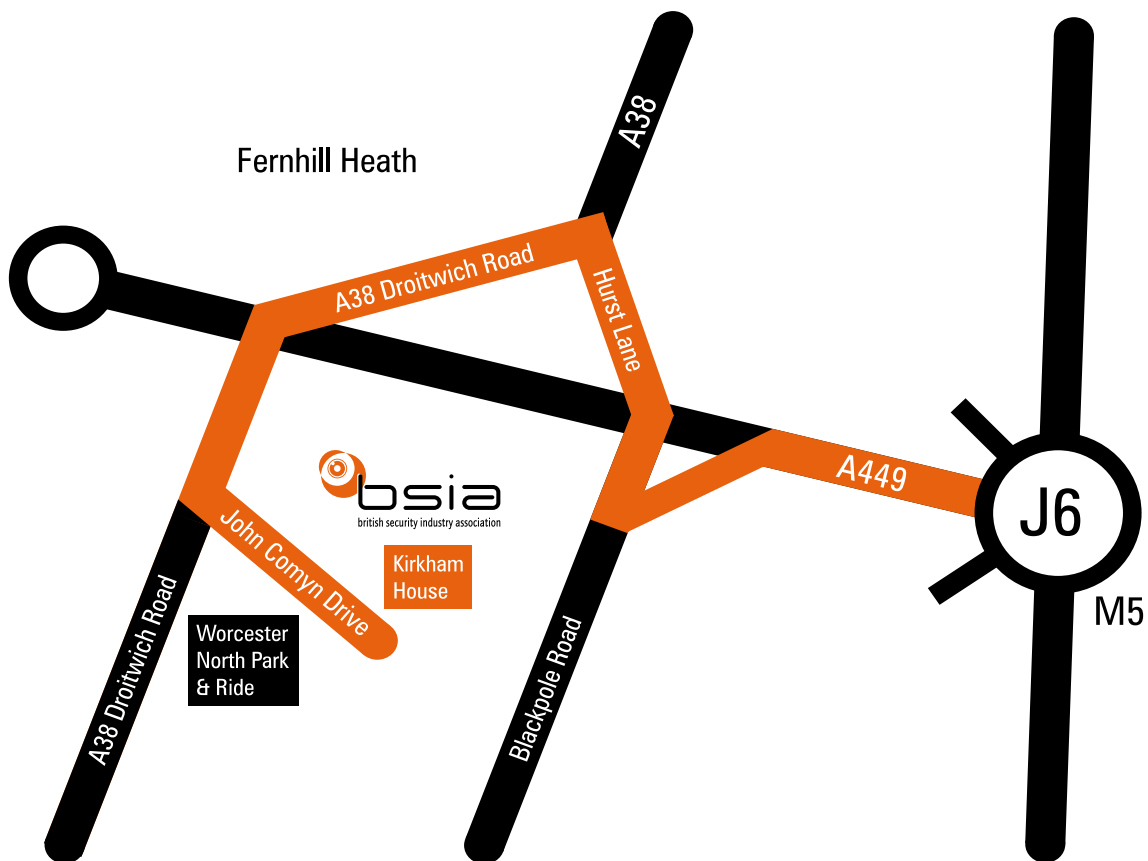 A38
Fernhill Heath
A38 Droitwich Road
Hurst Lane
A449
J6
bsia
british security industry association
John Comyn Drive
Kirkham
House
M5
A38 Droitwich Road
Worcester
North Park
& Ride
Blackpole Road